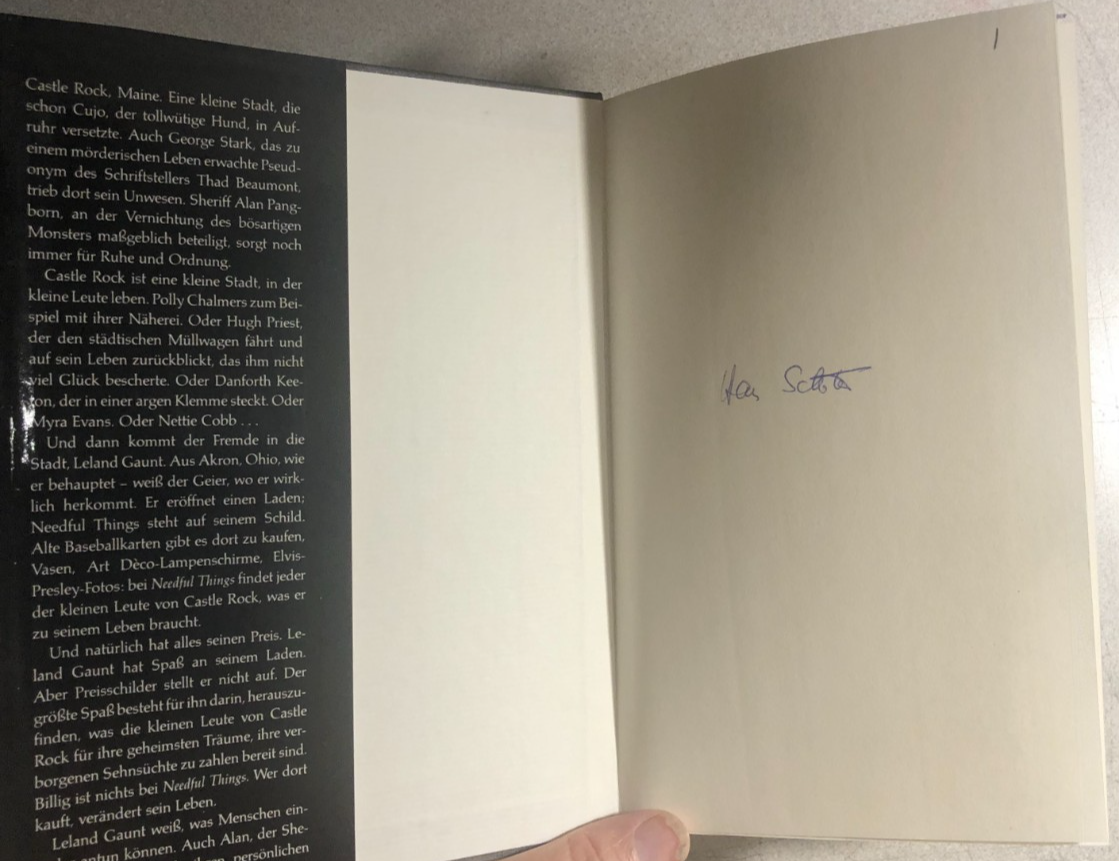 Castle Rock, Maine. Eine kleine Stadt, die
schon Cujo, der tollwütige Hund, in Auf-
ruhr versetzte. Auch George Stark, das zu
einem mörderischen Leben erwachte Pseud-
onym des Schriftstellers Thad Beaumont,
trieb dort sein Unwesen. Sheriff Alan Pang-
born, an der Vernichtung des bösartigen
Monsters maßgeblich beteiligt, sorgt noch
immer für Ruhe und Ordnung.
Castle Rock ist eine kleine Stadt, in der
kleine Leute leben. Polly Chalmers zum Bei-
spiel mit ihrer Näherei. Oder Hugh Priest,
der den städtischen Müllwagen fährt und
auf sein Leben zurückblickt, das ihm nicht
viel Glück bescherte. Oder Danforth Kee-
ton, der in einer argen Klemme steckt. Oder
Myra Evans. Oder Nettie Cobb ...
Und dann kommt der Fremde in die
Stadt, Leland Gaunt. Aus Akron, Ohio, wie
er behauptet – weiß der Geier, wo er wirk-
lich herkommt. Er eröffnet einen Laden;
Needful Things steht auf seinem Schild.
Alte Baseballkarten gibt es dort zu kaufen,
Vasen, Art Dèco-Lampenschirme, Elvis-
Presley-Fotos: bei Needful Things findet jeder
der kleinen Leute von Castle Rock, was er
zu seinem Leben braucht.
Und natürlich hat alles seinen Preis. Le-
land Gaunt hat Spaß an seinem Laden.
Aber Preisschilder stellt er nicht auf. Der
größte Spaß besteht für ihn darin, herauszu-
finden, was die kleinen Leute von Castle
Rock für ihre geheimsten Träume, ihre ver-
borgenen Sehnsüchte zu zahlen bereit sind.
Billig ist nichts bei Needful Things. Wer dort
kauft, verändert sein Leben.
Leland Gaunt weiß, was Menschen ein-
können. Auch Alan, der She-
persönlichen
1